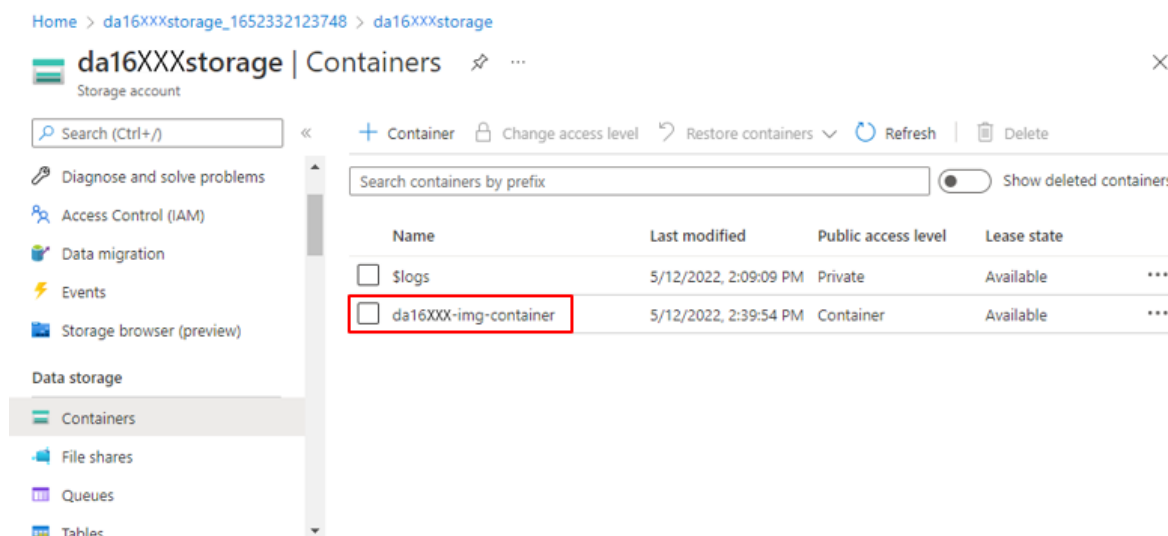 Home > da16XXXstorage_1652332123748 > da16XXXstorage
da16XXXstorage | Containers ...
Storage account
Search (Ctrl+/)
Diagnose and solve problems
Access Control (IAM)
Data migration
Events
Storage browser (preview)
Data storage
Containers
File shares
Queues
Tables
+ Container Change access level Restore containers Refresh Delete
Search containers by prefix Show deleted containers
Name Last modified Public access level Lease state
$logs 5/12/2022, 2:09:09 PM Private Available ...
da16XXX-img-container 5/12/2022, 2:39:54 PM Container Available ...